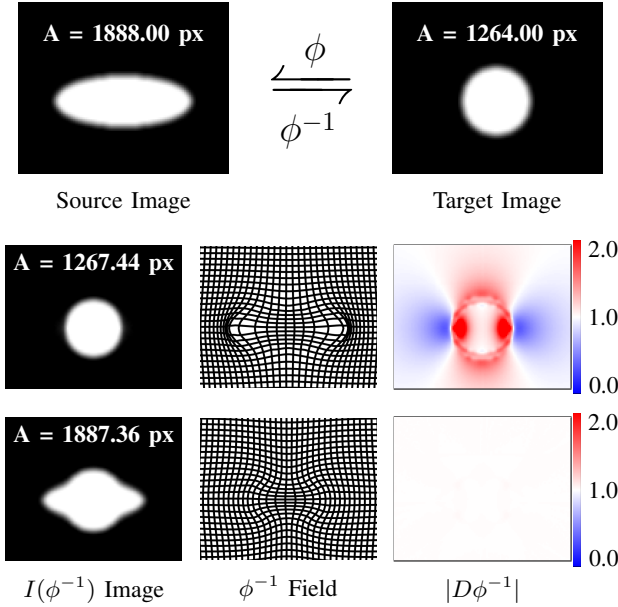 A = 1888.00 px
A = 1264.00 px
ϕ
ϕ⁻¹
Source Image
Target Image
A = 1267.44 px
2.0
1.0
0.0
A = 1887.36 px
2.0
1.0
0.0
I(ϕ⁻¹) Image
ϕ⁻¹ Field
|Dϕ⁻¹|